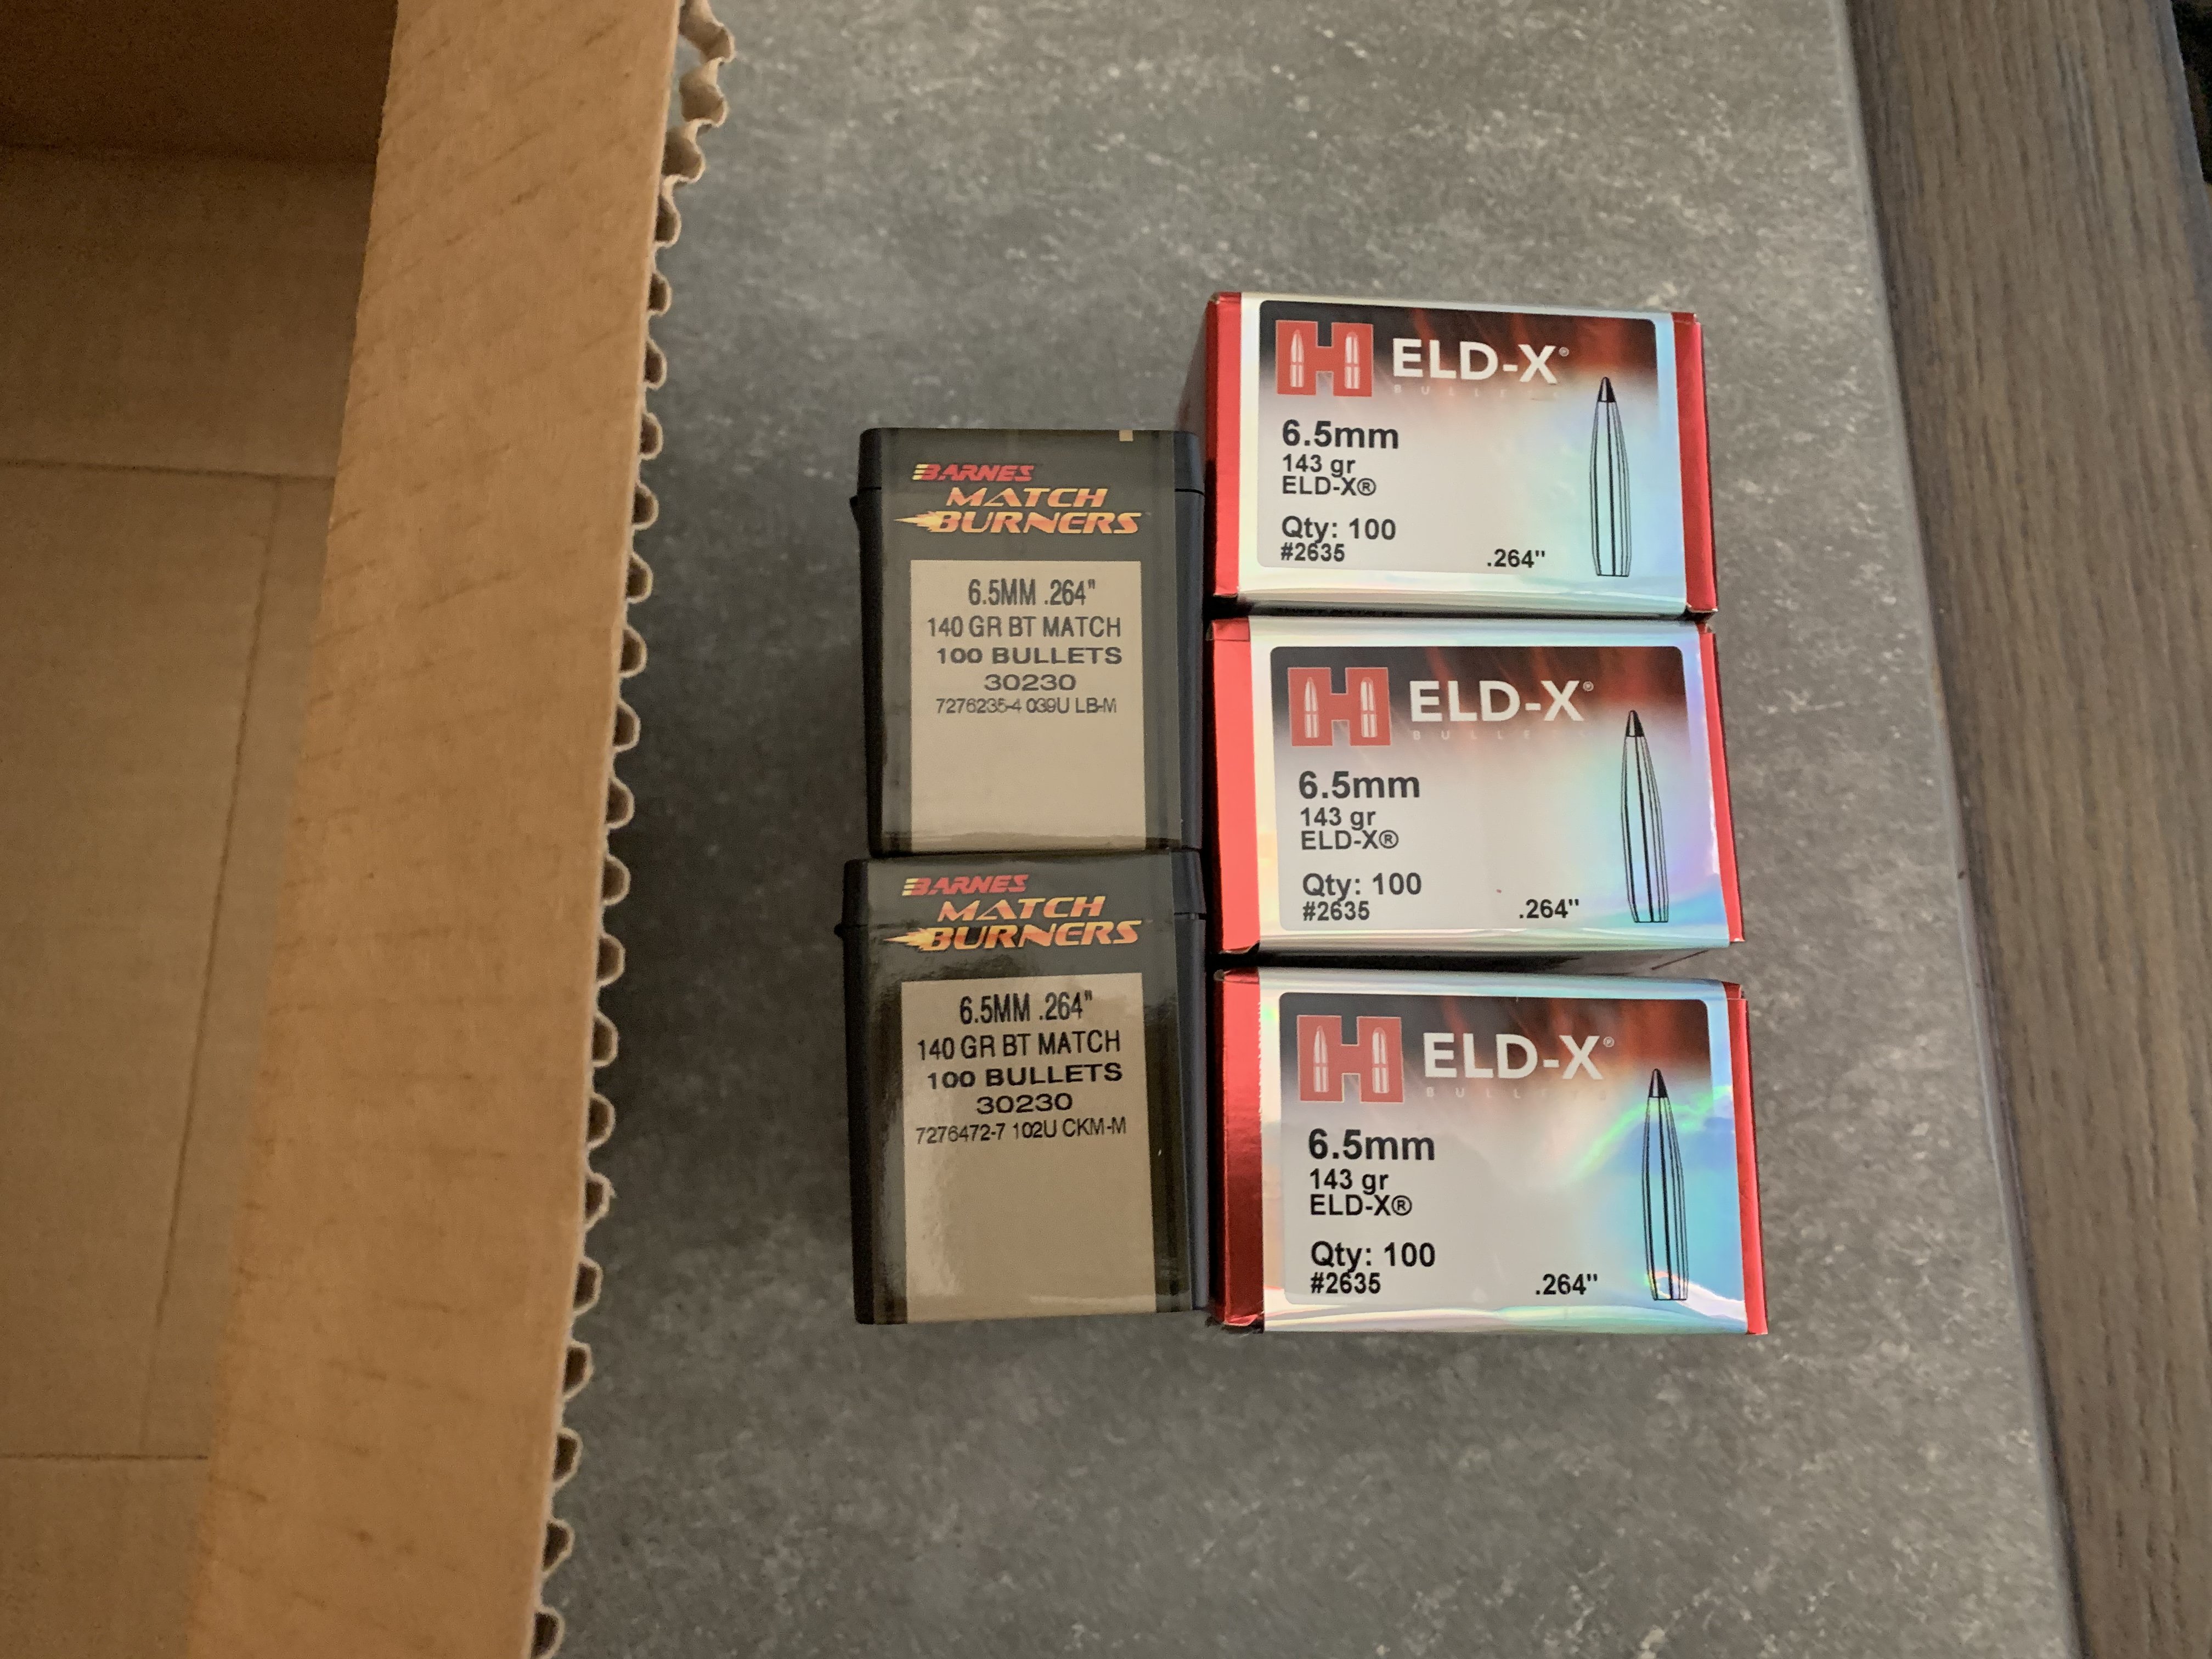 BARNES
MATCH
BURNERS
6.5MM .264"
140 GR BT MATCH
100 BULLETS
30230
7276235-4 039U LB-M
BARNES
MATCH
BURNERS
6.5MM .264"
140 GR BT MATCH
100 BULLETS
30230
7276472-7 102U CKM-M
H ELD-X®
BULLETS
6.5mm
143 gr
ELD-X®
Qty: 100
#2635 .264"
H ELD-X®
BULLETS
6.5mm
143 gr
ELD-X®
Qty: 100
#2635 .264"
H ELD-X®
BULLETS
6.5mm
143 gr
ELD-X®
Qty: 100
#2635 .264"